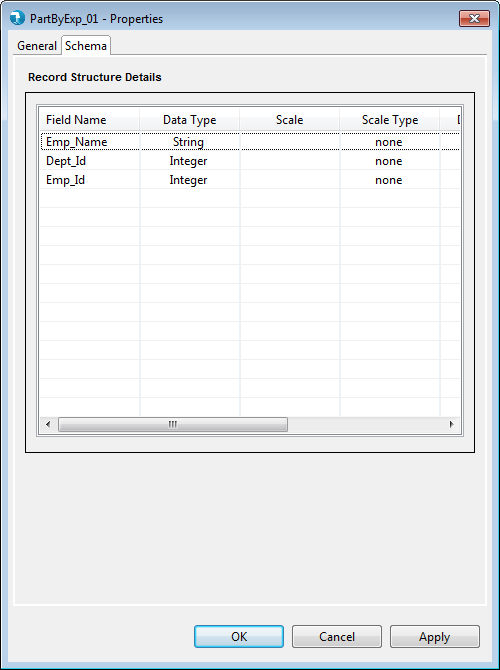 PartByExp_01 - Properties
General Schema
Record Structure Details
Field Name Data Type Scale Scale Type D
Emp_Name String none
Dept_Id Integer none
Emp_Id Integer none
OK Cancel Apply